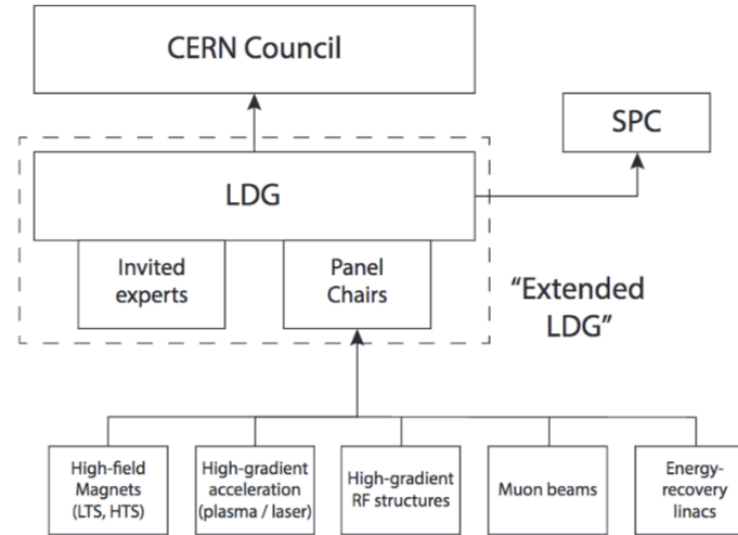 CERN Council
SPC
LDG
Invited
experts
Panel
Chairs
"Extended
LDG"
High-field
Magnets
(LTS, HTS)
High-gradient
acceleration
(plasma / laser)
High-gradient
RF structures
Muon beams
Energy-
recovery
linacs